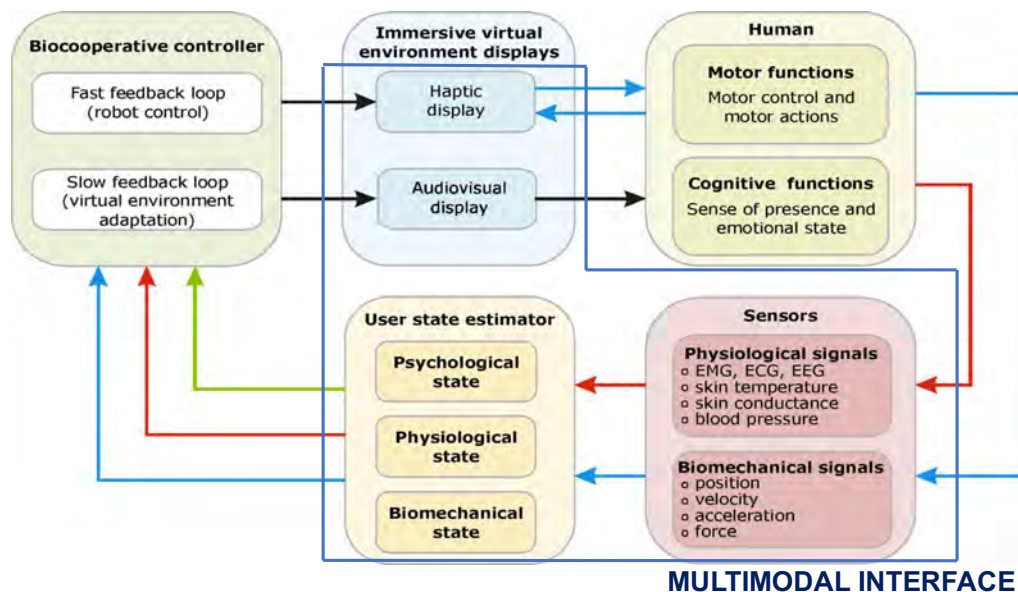 Biocooperative controller
Fast feedback loop
(robot control)
Slow feedback loop
(virtual environment
adaptation)
Immersive virtual
environment displays
Haptic
display
Audiovisual
display
Human
Motor functions
Motor control and
motor actions
Cognitive functions
Sense of presence and
emotional state
User state estimator
Psychological
state
Physiological
state
Biomechanical
state
Sensors
Physiological signals
o EMG, ECG, EEG
o skin temperature
o skin conductance
o blood pressure
Biomechanical signals
o position
o velocity
o acceleration
o force
MULTIMODAL INTERFACE